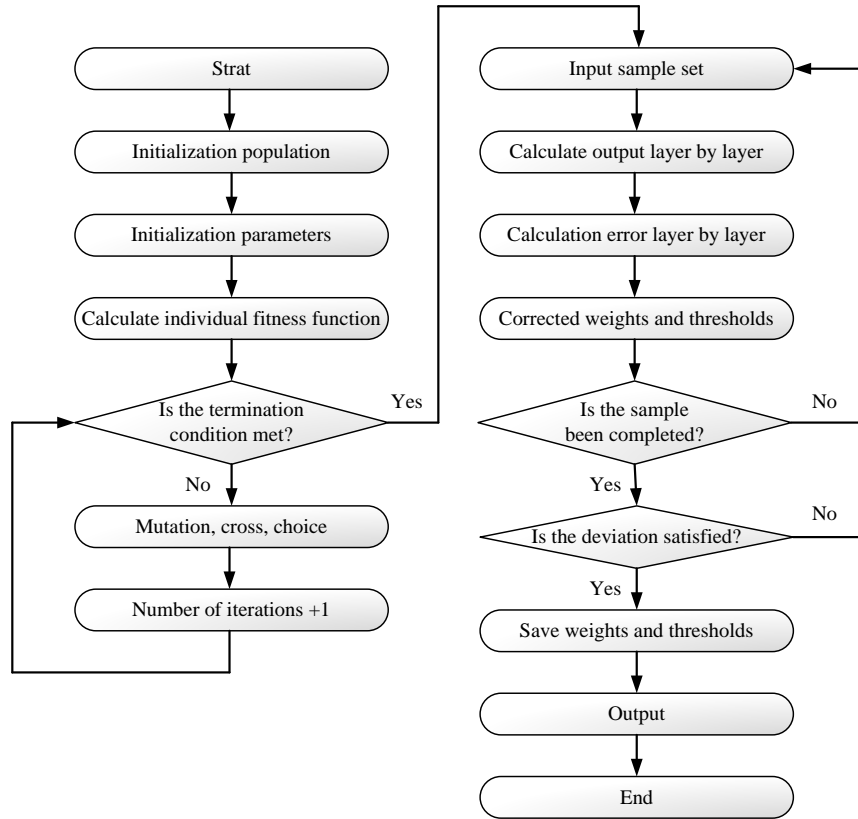 Strat
Initialization population
Initialization parameters
Calculate individual fitness function
Is the termination
condition met?
Yes
No
Mutation, cross, choice
Number of iterations +1
Input sample set
Calculate output layer by layer
Calculation error layer by layer
Corrected weights and thresholds
Is the sample
been completed?
No
Yes
Is the deviation satisfied?
No
Yes
Save weights and thresholds
Output
End